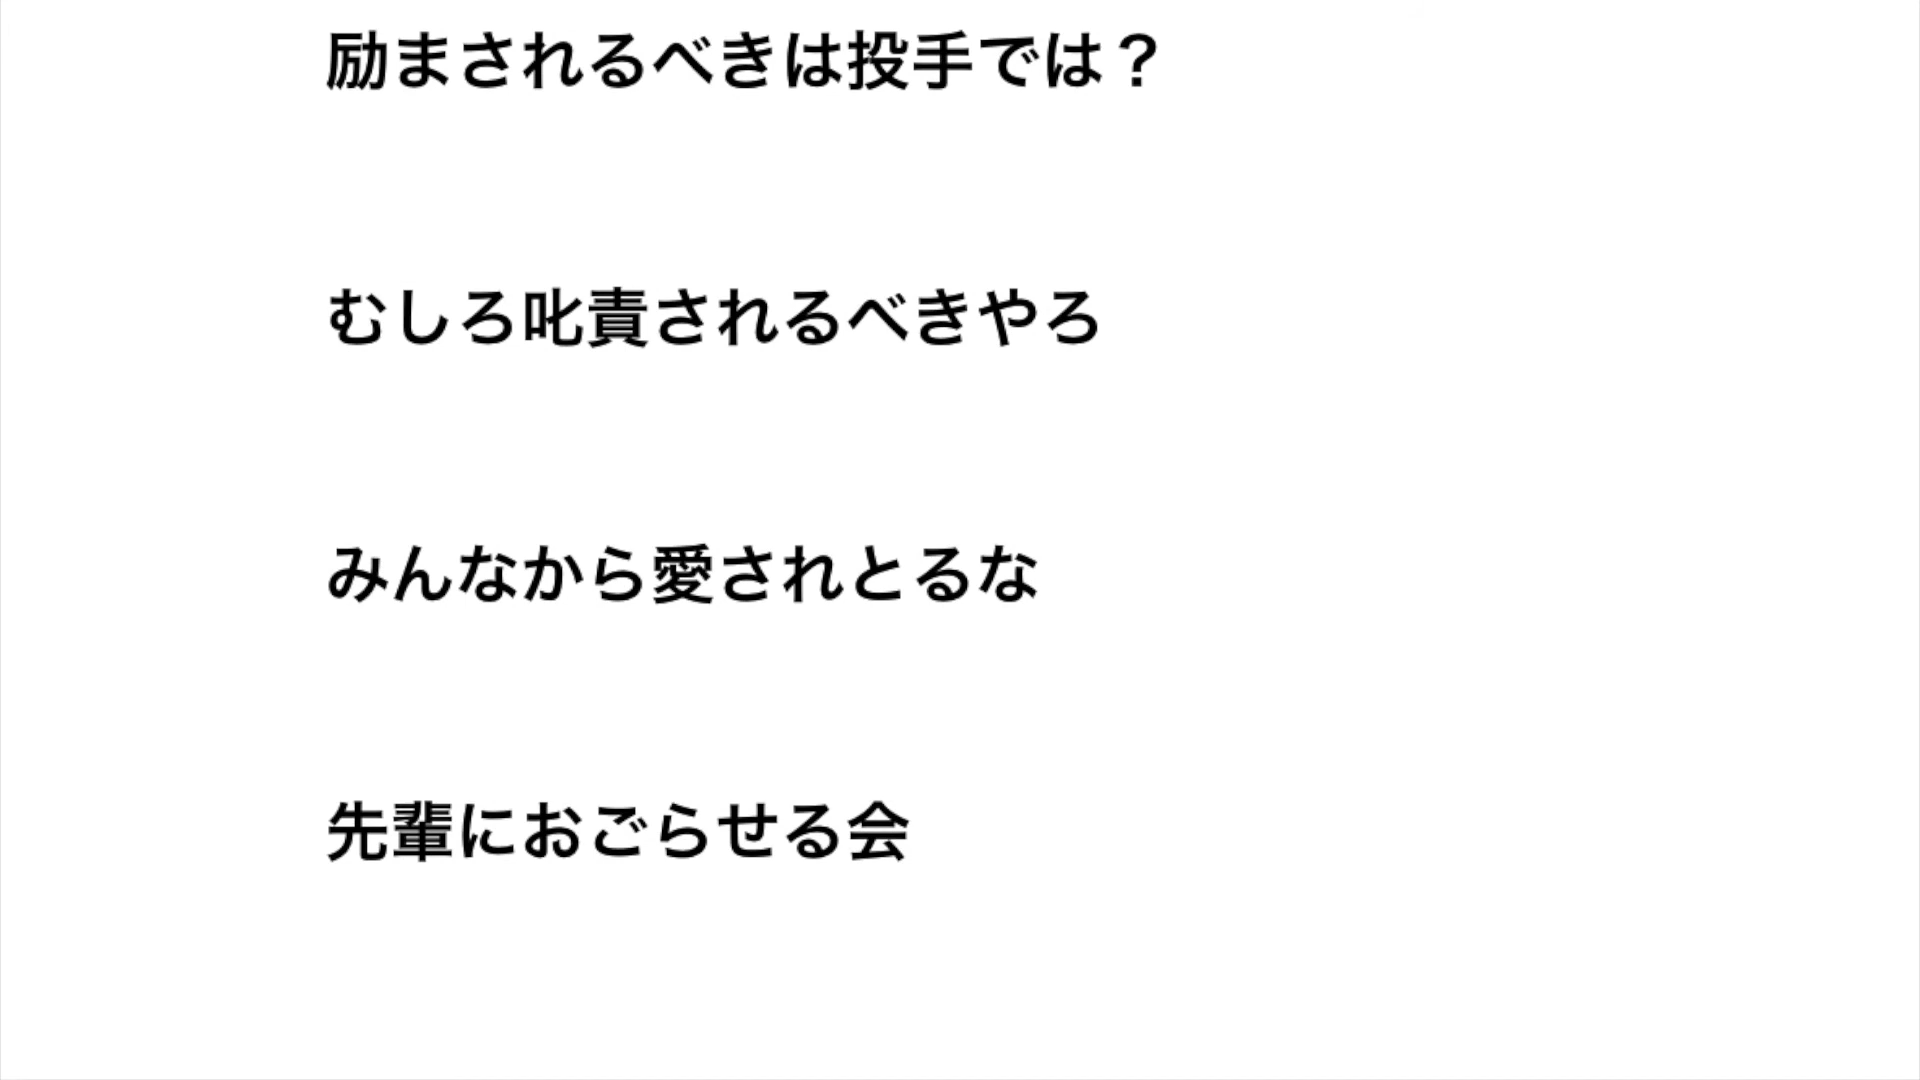 励まされるべきは投手では？
むしろ叱責されるべきやろ
みんなから愛されとるな
先輩におごらせる会